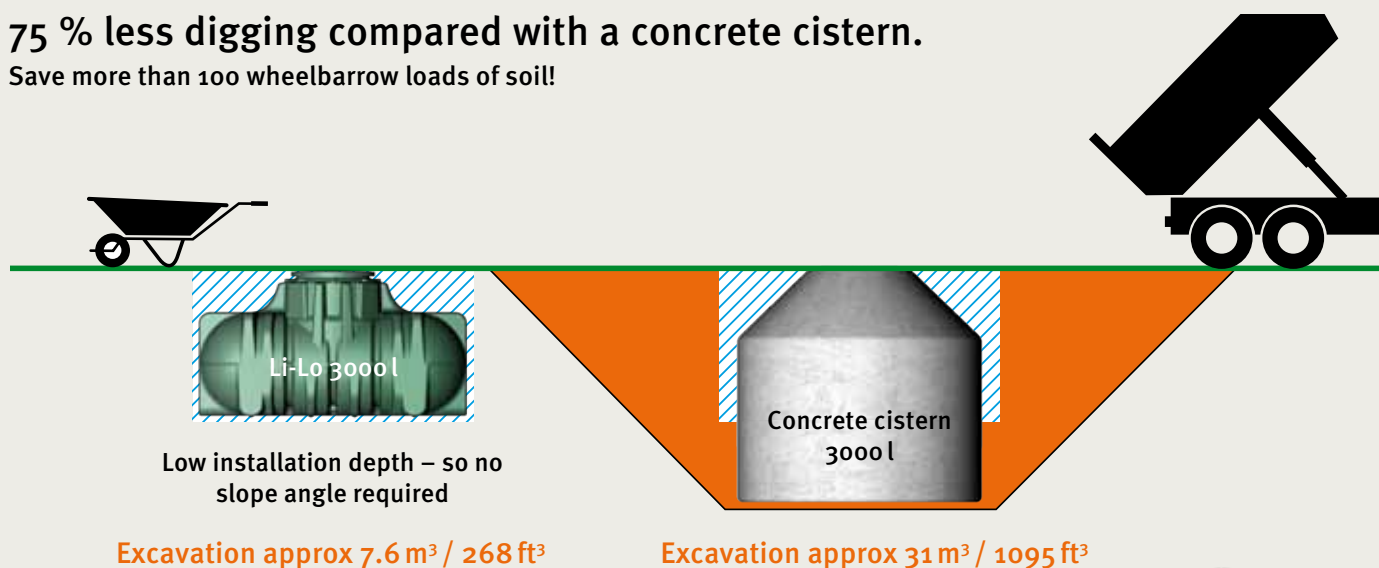 75 % less digging compared with a concrete cistern.
Save more than 100 wheelbarrow loads of soil!
Li-Lo 3000 l
Concrete cistern
3000 l
Low installation depth – so no
slope angle required
Excavation approx 7.6 m³ / 268 ft³
Excavation approx 31 m³ / 1095 ft³